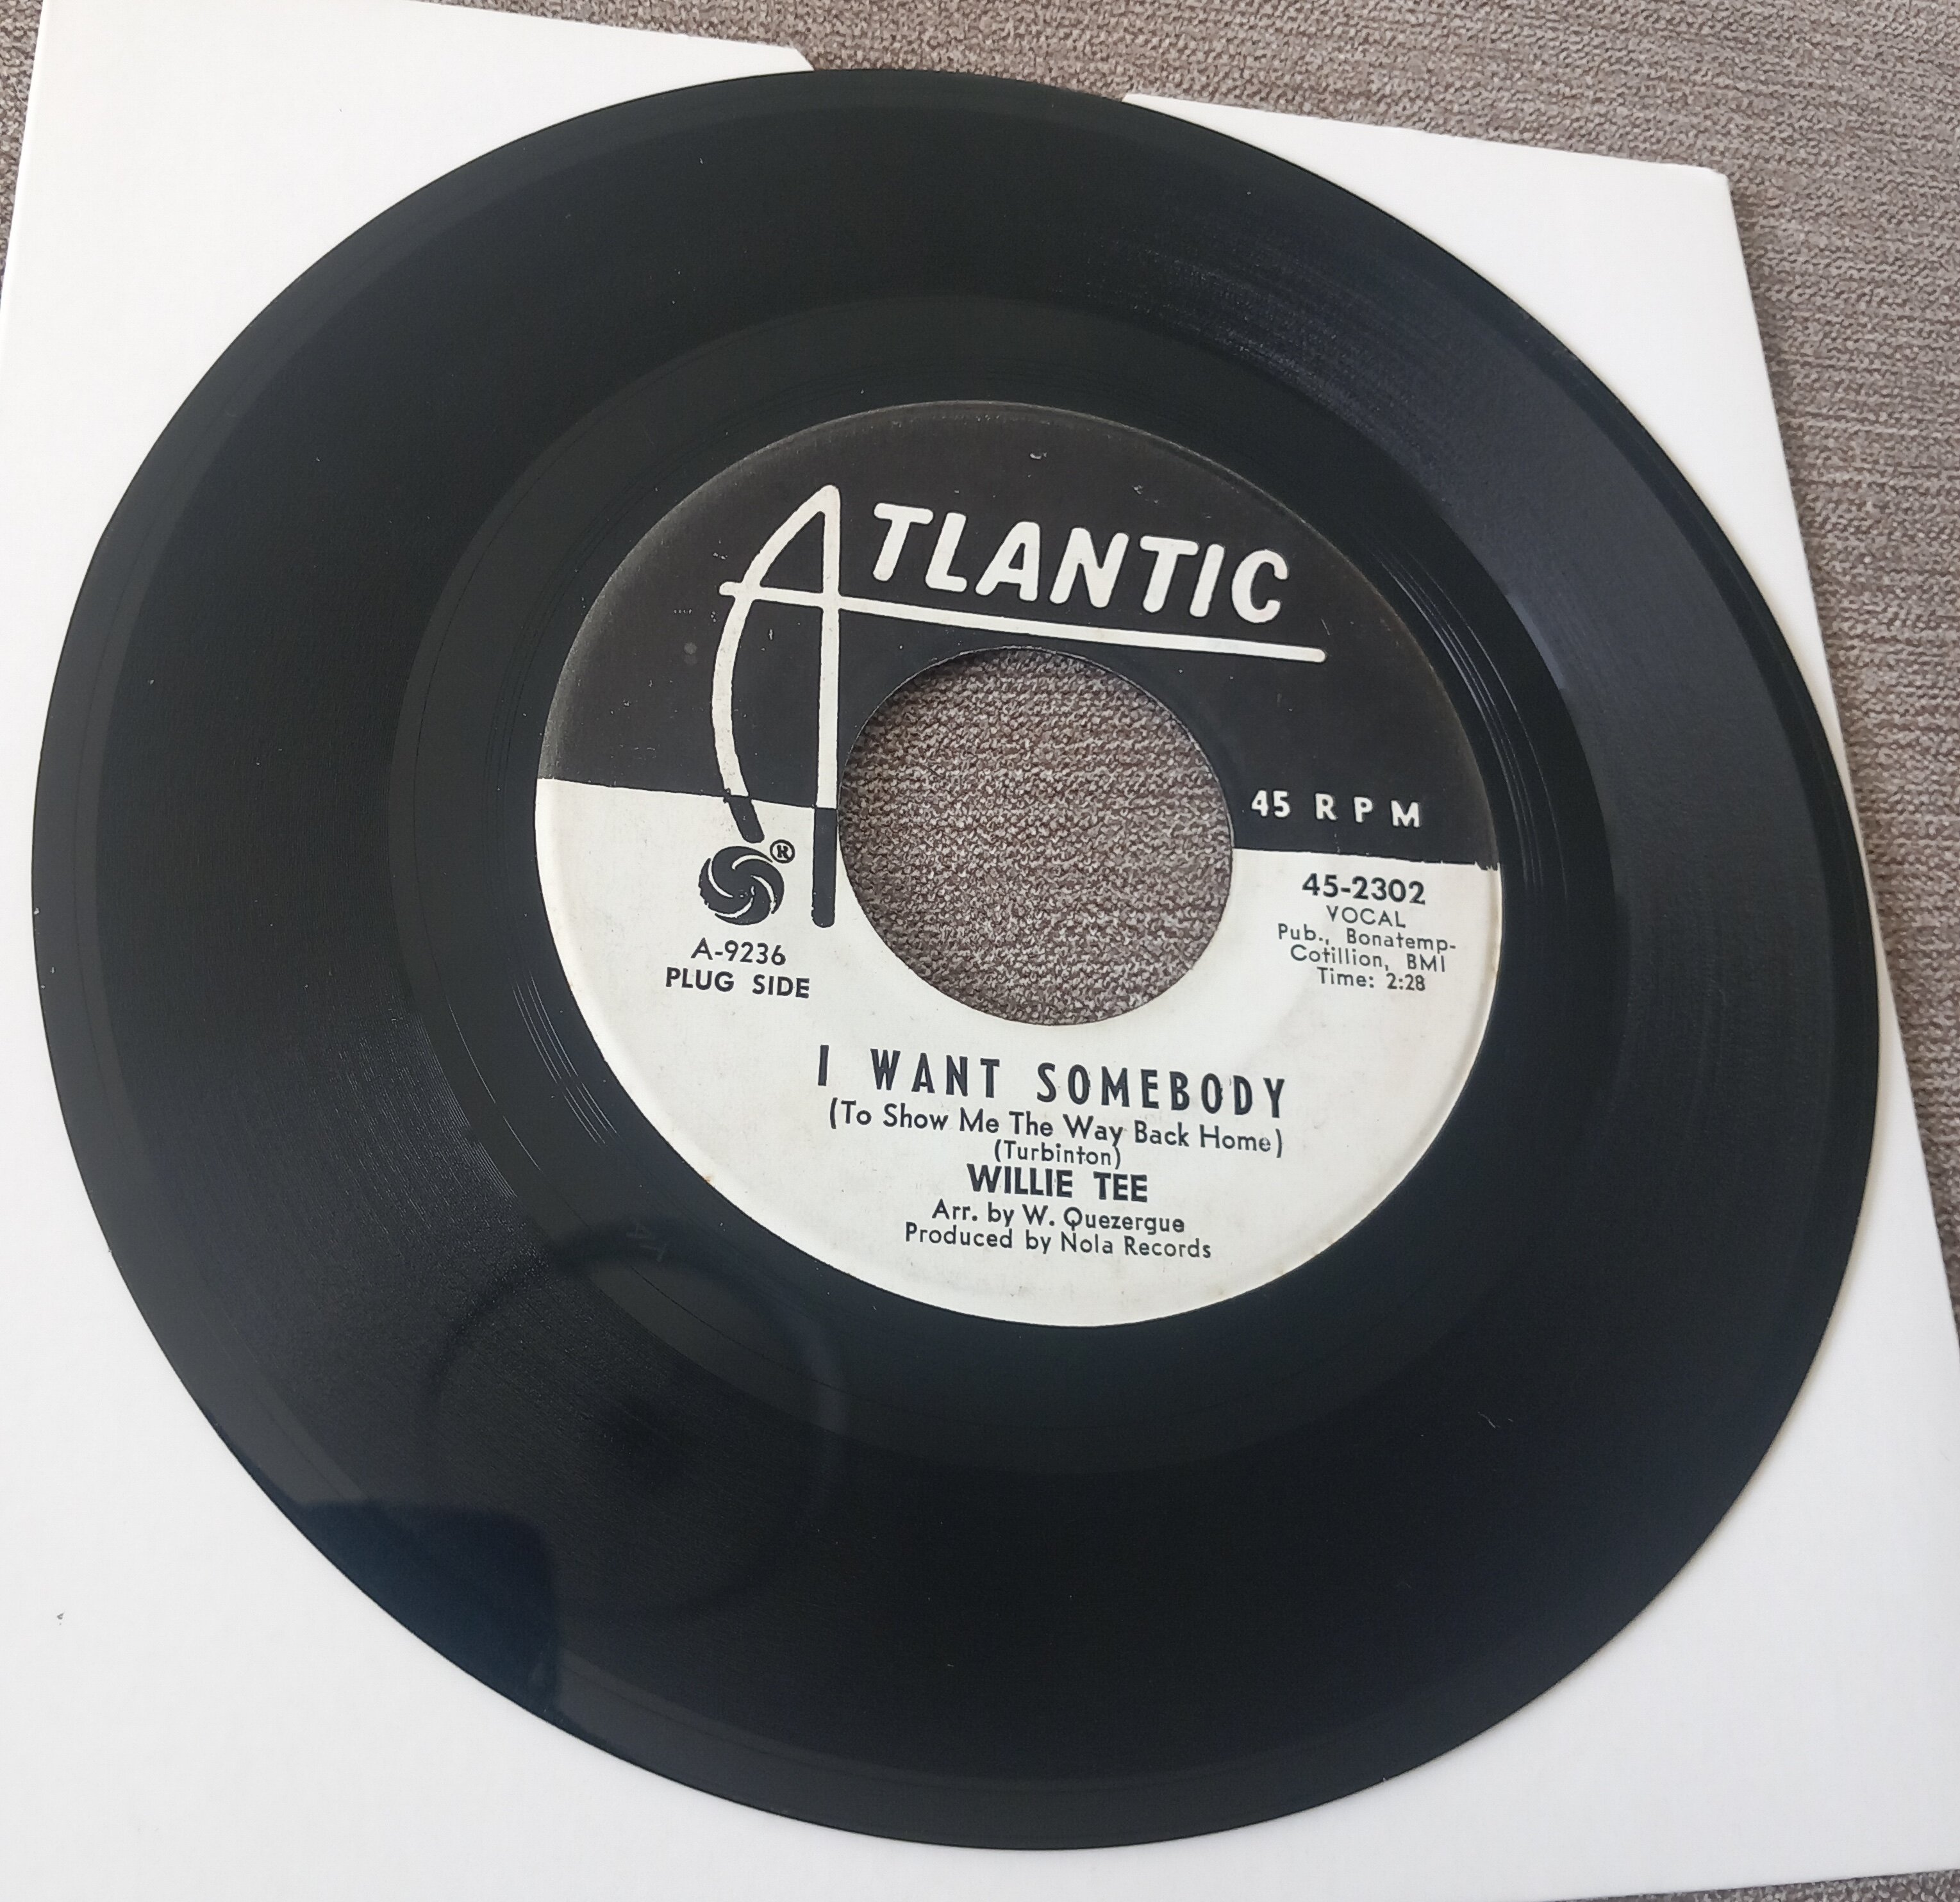 ATLANTIC
45 RPM
®
A-9236
PLUG SIDE
45-2302
VOCAL
Pub., Bonatemp-
Cotillion, BMI
Time: 2:28
I WANT SOMEBODY
(To Show Me The Way Back Home)
(Turbinton)
WILLIE TEE
Arr. by W. Quezergue
Produced by Nola Records